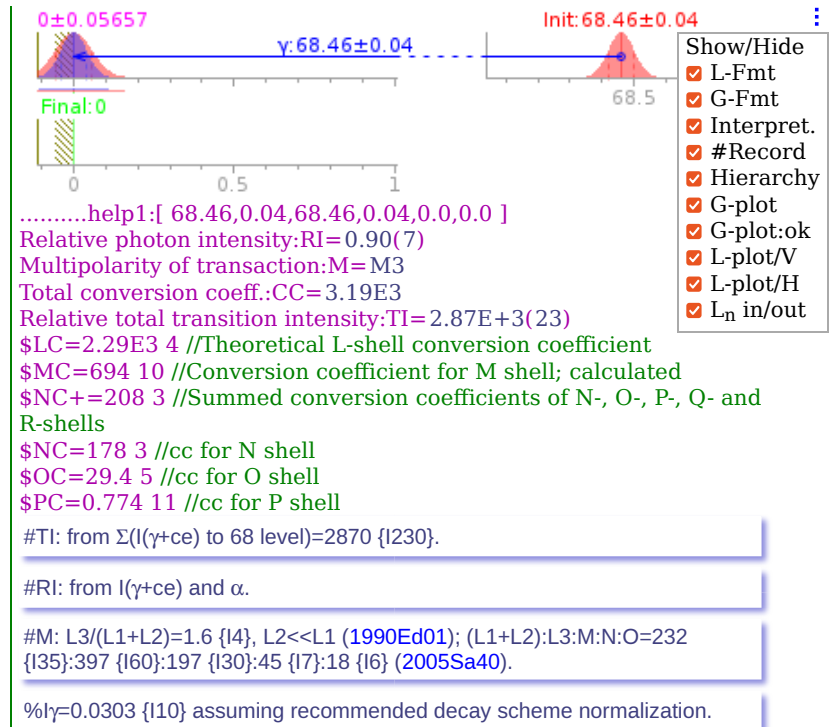 0±0.05657
Init:68.46±0.04
γ:68.46±0.04
68.5
Final:0
0
0.5
1
Show/Hide
L-Fmt
G-Fmt
Interpret.
#Record
Hierarchy
G-plot
G-plot:ok
L-plot/V
L-plot/H
Ln in/out
..........help1:[ 68.46,0.04,68.46,0.04,0.0,0.0 ]
Relative photon intensity:RI=0.90(7)
Multipolarity of transaction:M=M3
Total conversion coeff.:CC=3.19E3
Relative total transition intensity:TI=2.87E+3(23)
$LC=2.29E3 4 //Theoretical L-shell conversion coefficient
$MC=694 10 //Conversion coefficient for M shell; calculated
$NC+=208 3 //Summed conversion coefficients of N-, O-, P-, Q- and
R-shells
$NC=178 3 //cc for N shell
$OC=29.4 5 //cc for O shell
$PC=0.774 11 //cc for P shell
#TI: from Σ(I(γ+ce) to 68 level)=2870 {I230}.
#RI: from I(γ+ce) and α.
#M: L3/(L1+L2)=1.6 {I4}, L2<<L1 (1990Ed01); (L1+L2):L3:M:N:O=232
{I35}:397 {I60}:197 {I30}:45 {I7}:18 {I6} (2005Sa40).
%Iγ=0.0303 {I10} assuming recommended decay scheme normalization.